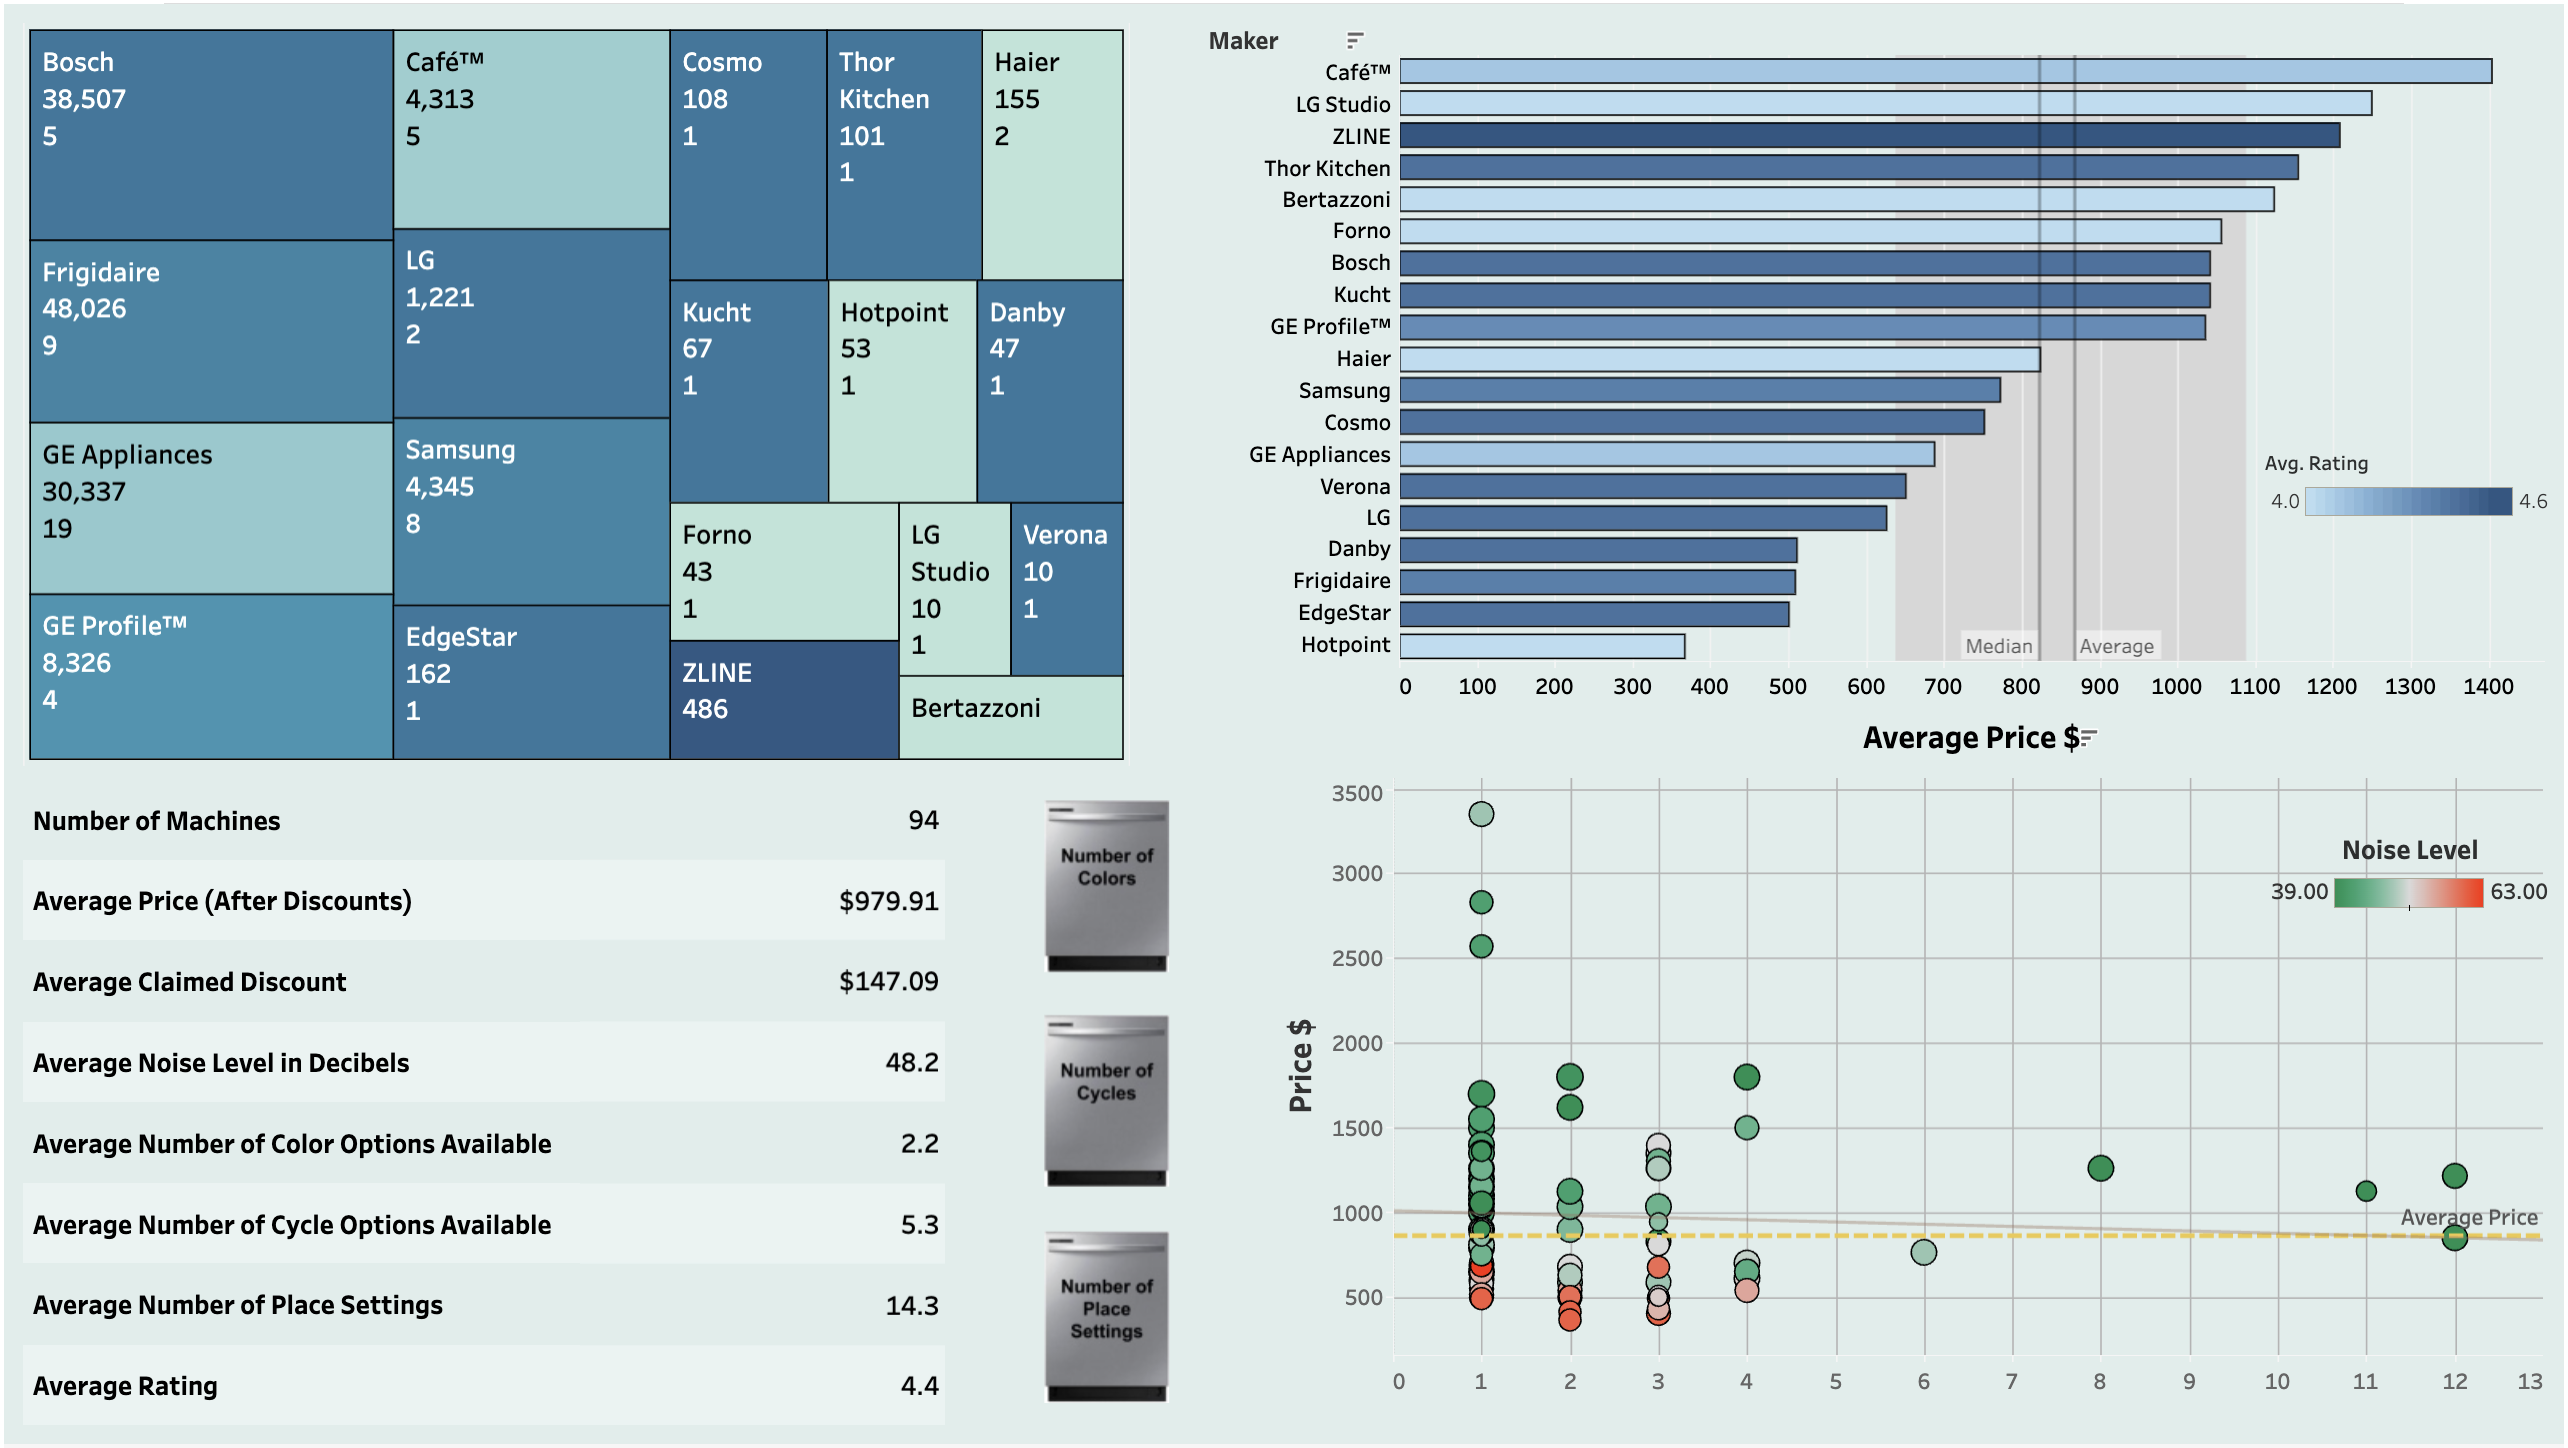 Bosch
38,507
5
Frigidaire
48,026
9
GE Appliances
30,337
19
GE Profile™
8,326
4
Café™
4,313
5
LG
1,221
2
Samsung
4,345
8
EdgeStar
162
1
Cosmo
108
1
Thor
Kitchen
101
1
Haier
155
2
Kucht
67
1
Hotpoint
53
1
Danby
47
1
Forno
43
1
LG
Studio
10
1
Verona
10
1
ZLINE
486
Bertazzoni
Maker
Café™
LG Studio
ZLINE
Thor Kitchen
Bertazzoni
Forno
Bosch
Kucht
GE Profile™
Haier
Samsung
Cosmo
GE Appliances
Verona
LG
Danby
Frigidaire
EdgeStar
Hotpoint
Median Average
Avg. Rating
4.0 4.6
0 100 200 300 400 500 600 700 800 900 1000 1100 1200 1300 1400
Average Price $
Number of Machines 94
Average Price (After Discounts) $979.91
Average Claimed Discount $147.09
Average Noise Level in Decibels 48.2
Average Number of Color Options Available 2.2
Average Number of Cycle Options Available 5.3
Average Number of Place Settings 14.3
Average Rating 4.4
Number of
Colors
Number of
Cycles
Number of
Place
Settings
Price $
3500
3000
2500
2000
1500
1000
500
Noise Level
39.00 63.00
Average Price
0 1 2 3 4 5 6 7 8 9 10 11 12 13